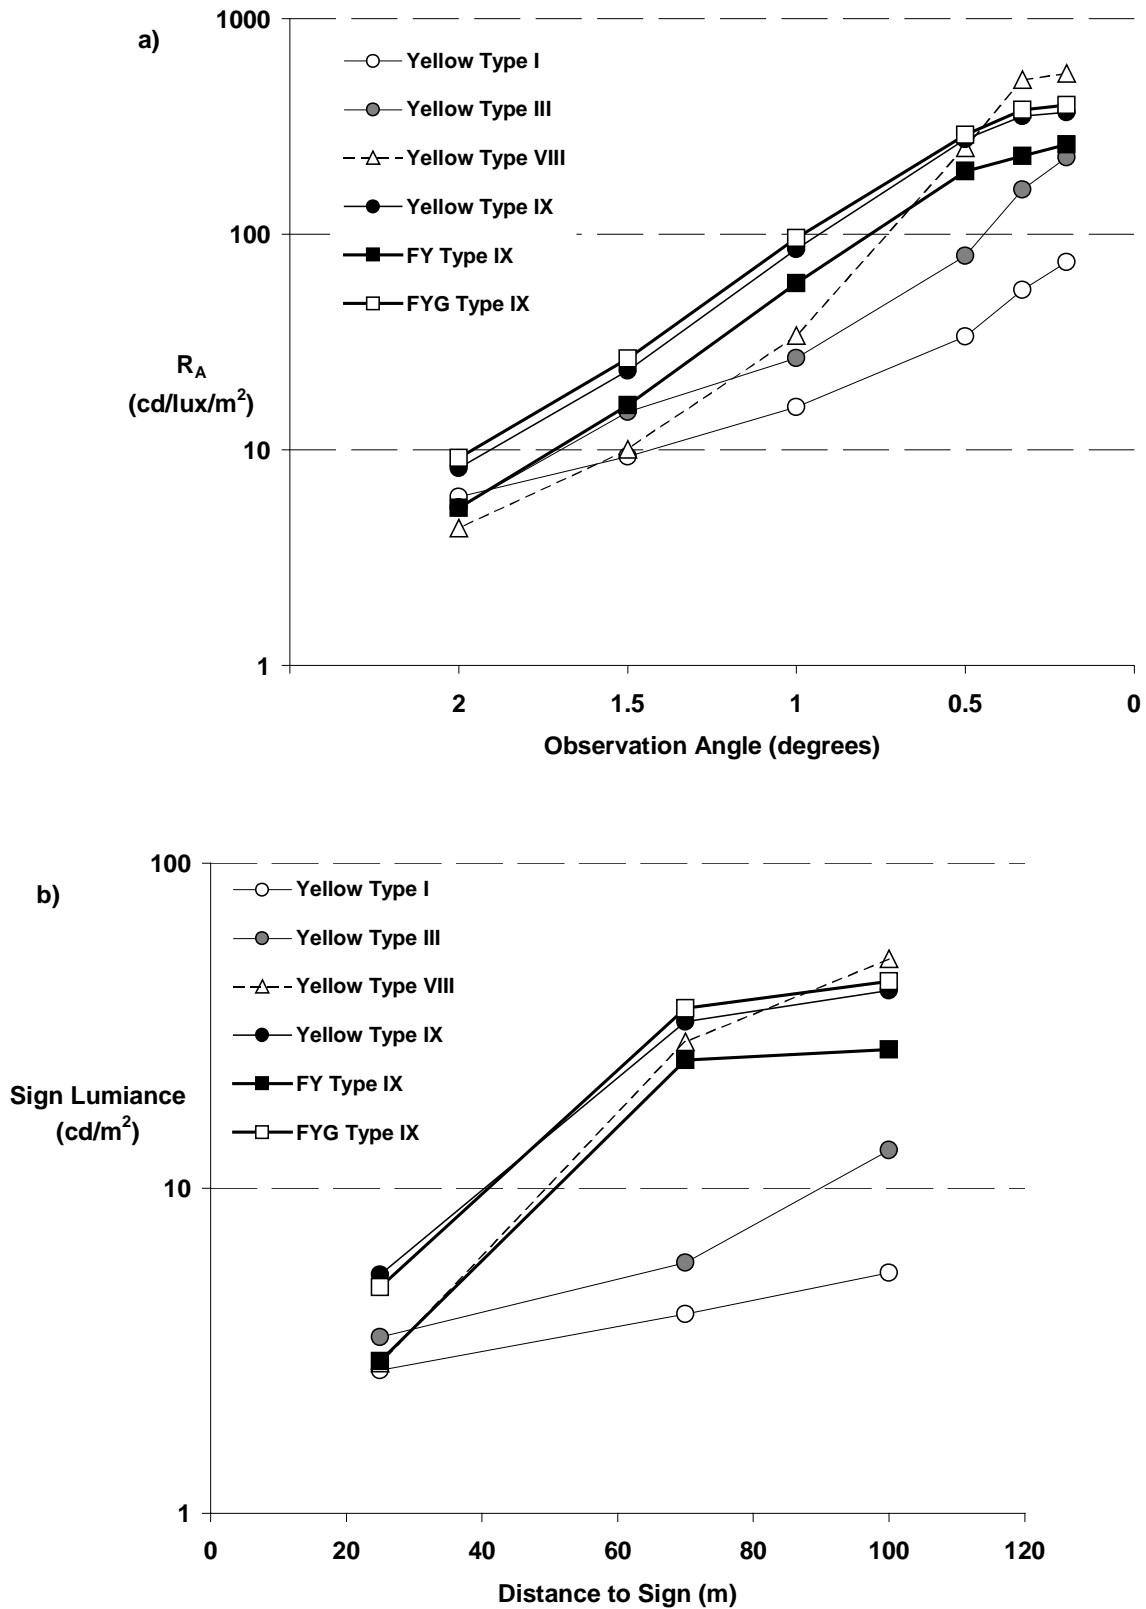 a)
1000
100
10
1
Yellow Type I
Yellow Type III
Yellow Type VIII
Yellow Type IX
FY Type IX
FYG Type IX
R_A
(cd/lux/m²)
2 1.5 1 0.5 0
Observation Angle (degrees)
b)
100
10
1
Yellow Type I
Yellow Type III
Yellow Type VIII
Yellow Type IX
FY Type IX
FYG Type IX
Sign Lumiance
(cd/m²)
0 20 40 60 80 100 120
Distance to Sign (m)